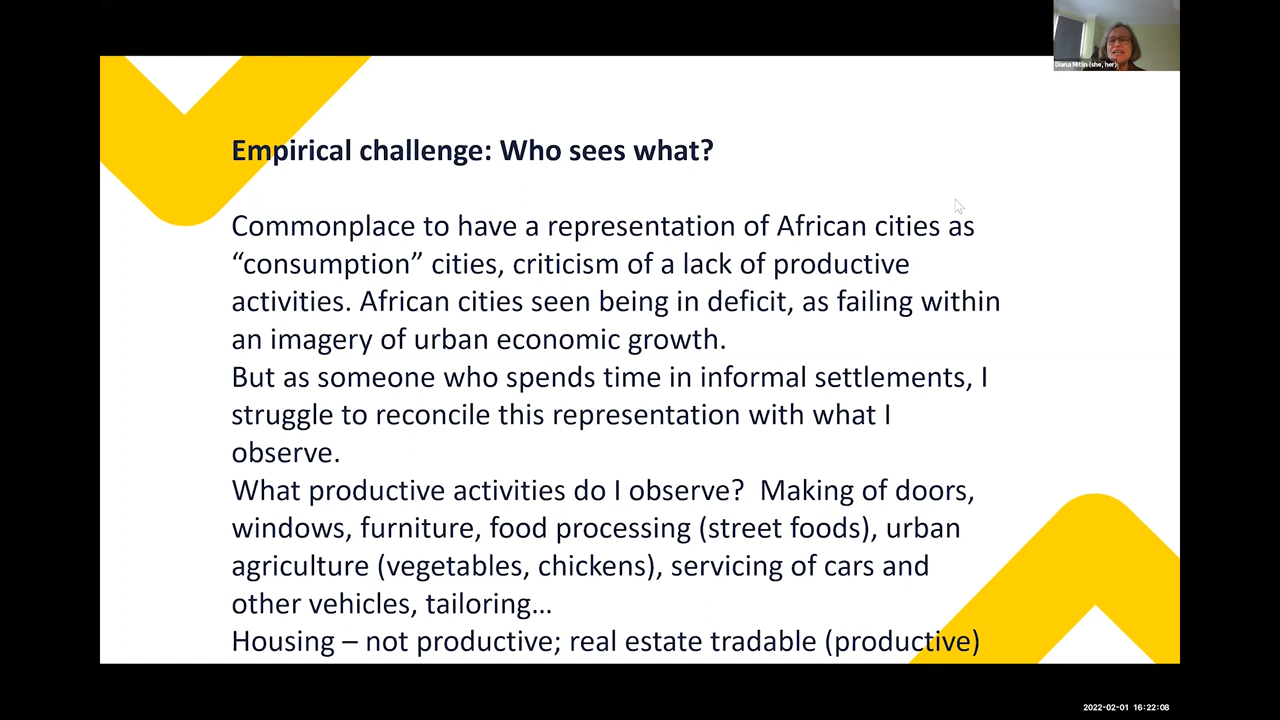 Diana Mitlin (she, her)
Empirical challenge: Who sees what?
Commonplace to have a representation of African cities as
“consumption” cities, criticism of a lack of productive
activities. African cities seen being in deficit, as failing within
an imagery of urban economic growth.
But as someone who spends time in informal settlements, I
struggle to reconcile this representation with what I
observe.
What productive activities do I observe?  Making of doors,
windows, furniture, food processing (street foods), urban
agriculture (vegetables, chickens), servicing of cars and
other vehicles, tailoring…
Housing – not productive; real estate tradable (productive)
2022-02-01 16:22:08